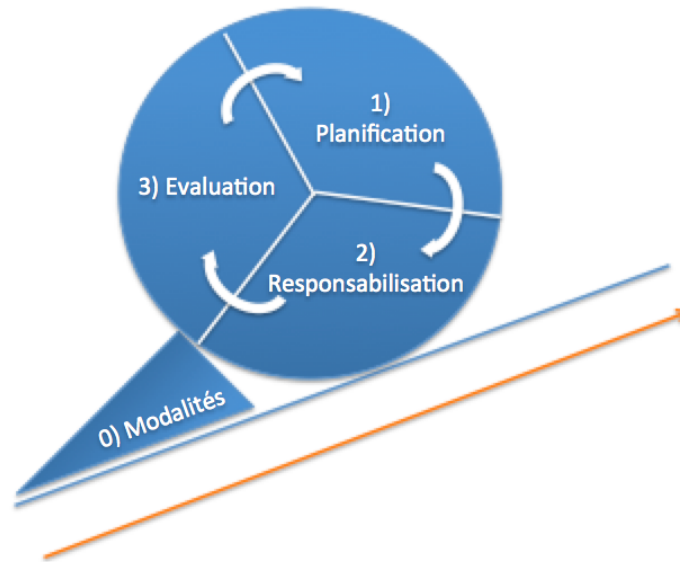 1)
Planification
3) Evaluation
2)
Responsabilisation
0) Modalités